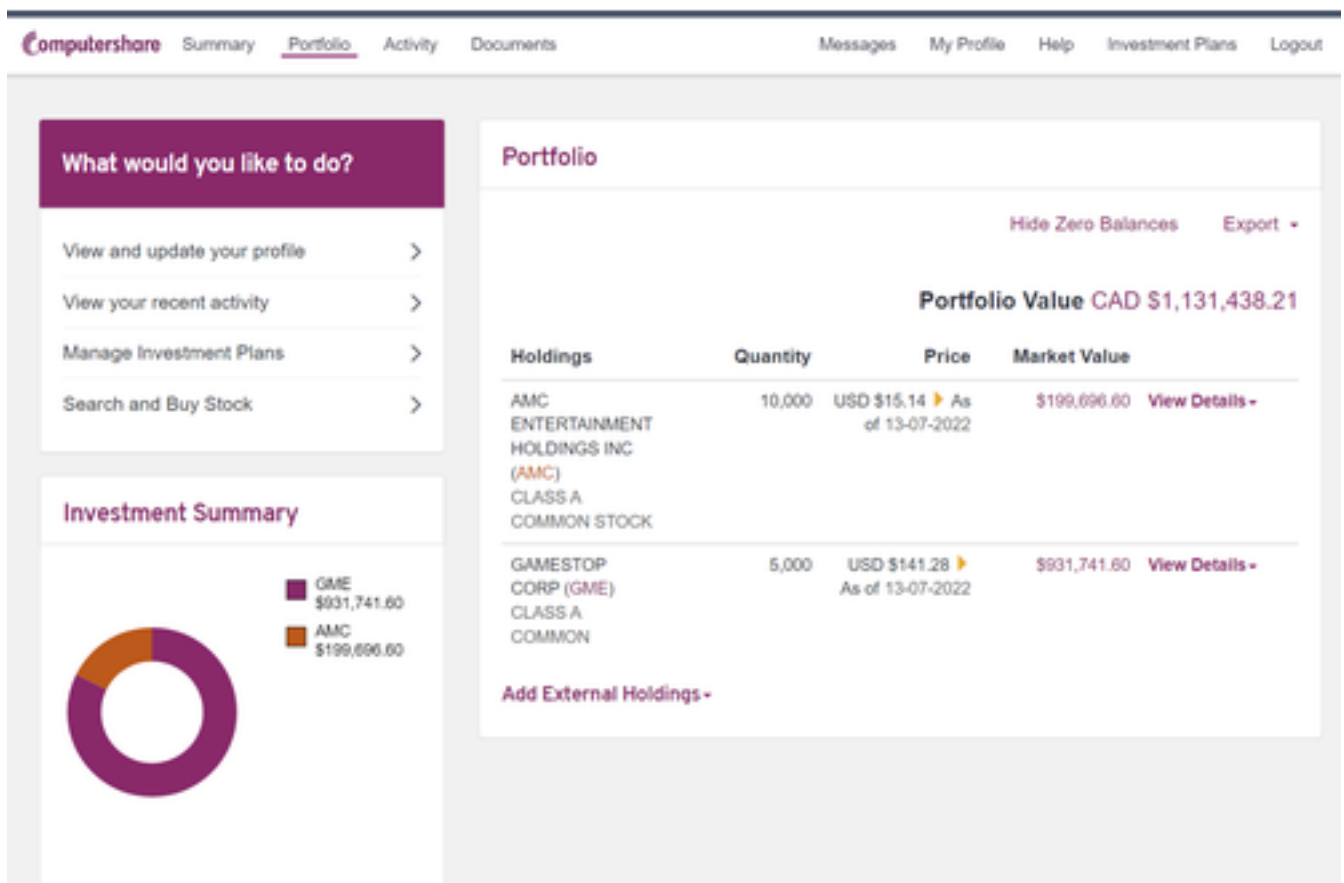 Computershare Summary Portfolio Activity Documents Messages My Profile Help Investment Plans Logout
What would you like to do?
View and update your profile
View your recent activity
Manage Investment Plans
Search and Buy Stock
Investment Summary
GME
$931,741.60
AMC
$199,696.60
Portfolio
Hide Zero Balances Export
Portfolio Value CAD $1,131,438.21
Holdings Quantity Price Market Value
AMC 10,000 USD $15.14 As $199,696.60 View Details
ENTERTAINMENT of 13-07-2022
HOLDINGS INC
(AMC)
CLASS A
COMMON STOCK
GAMESTOP 5,000 USD $141.28 $931,741.60 View Details
CORP (GME) As of 13-07-2022
CLASS A
COMMON
Add External Holdings